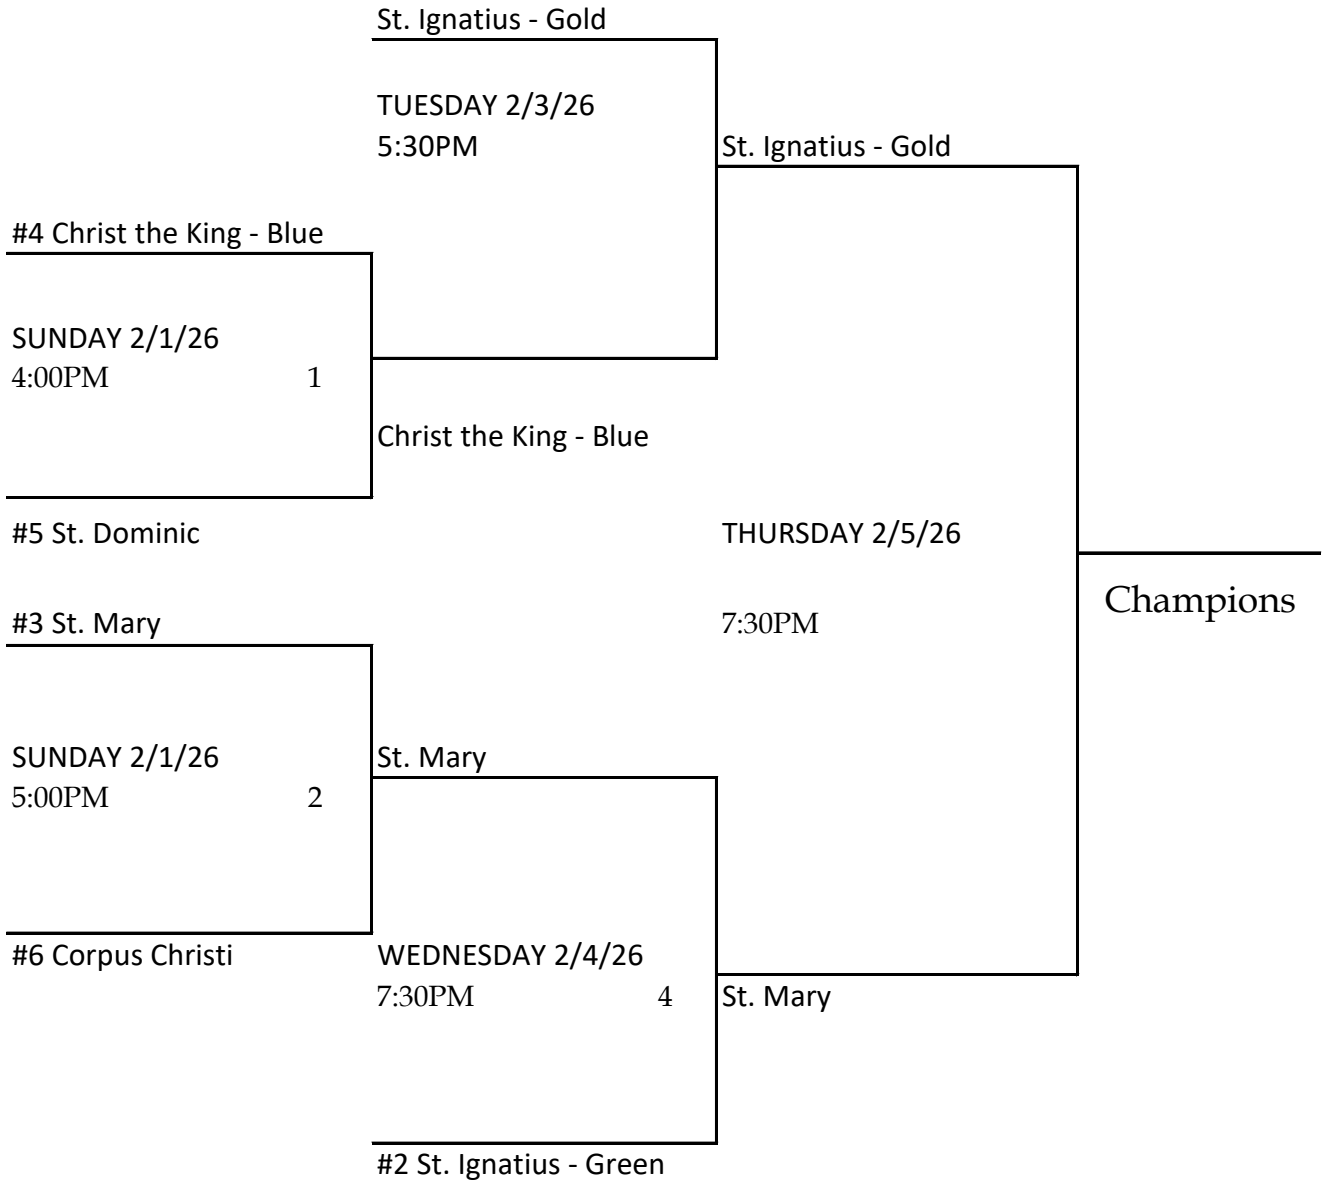 St. Ignatius - Gold
TUESDAY 2/3/26
5:30PM
St. Ignatius - Gold
#4 Christ the King - Blue
SUNDAY 2/1/26
4:00PM 1
Christ the King - Blue
#5 St. Dominic
THURSDAY 2/5/26
Champions
#3 St. Mary
7:30PM
SUNDAY 2/1/26
St. Mary
5:00PM 2
#6 Corpus Christi
WEDNESDAY 2/4/26
7:30PM 4
St. Mary
#2 St. Ignatius - Green